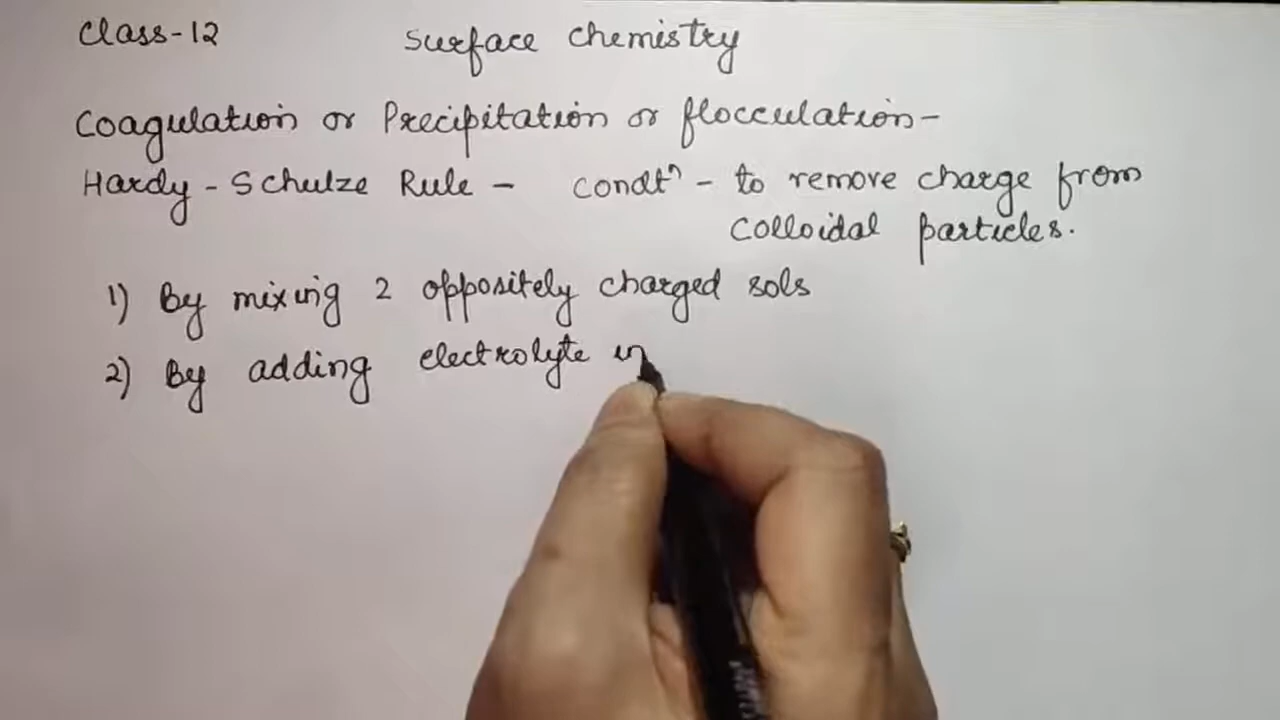 Class-12 Surface Chemistry
Coagulation or Precipitation or flocculation-
Hardy-Schulze Rule - condtⁿ - to remove charge from
colloidal particles.
1) By mixing 2 oppositely charged sols
2) By adding electrolyte in